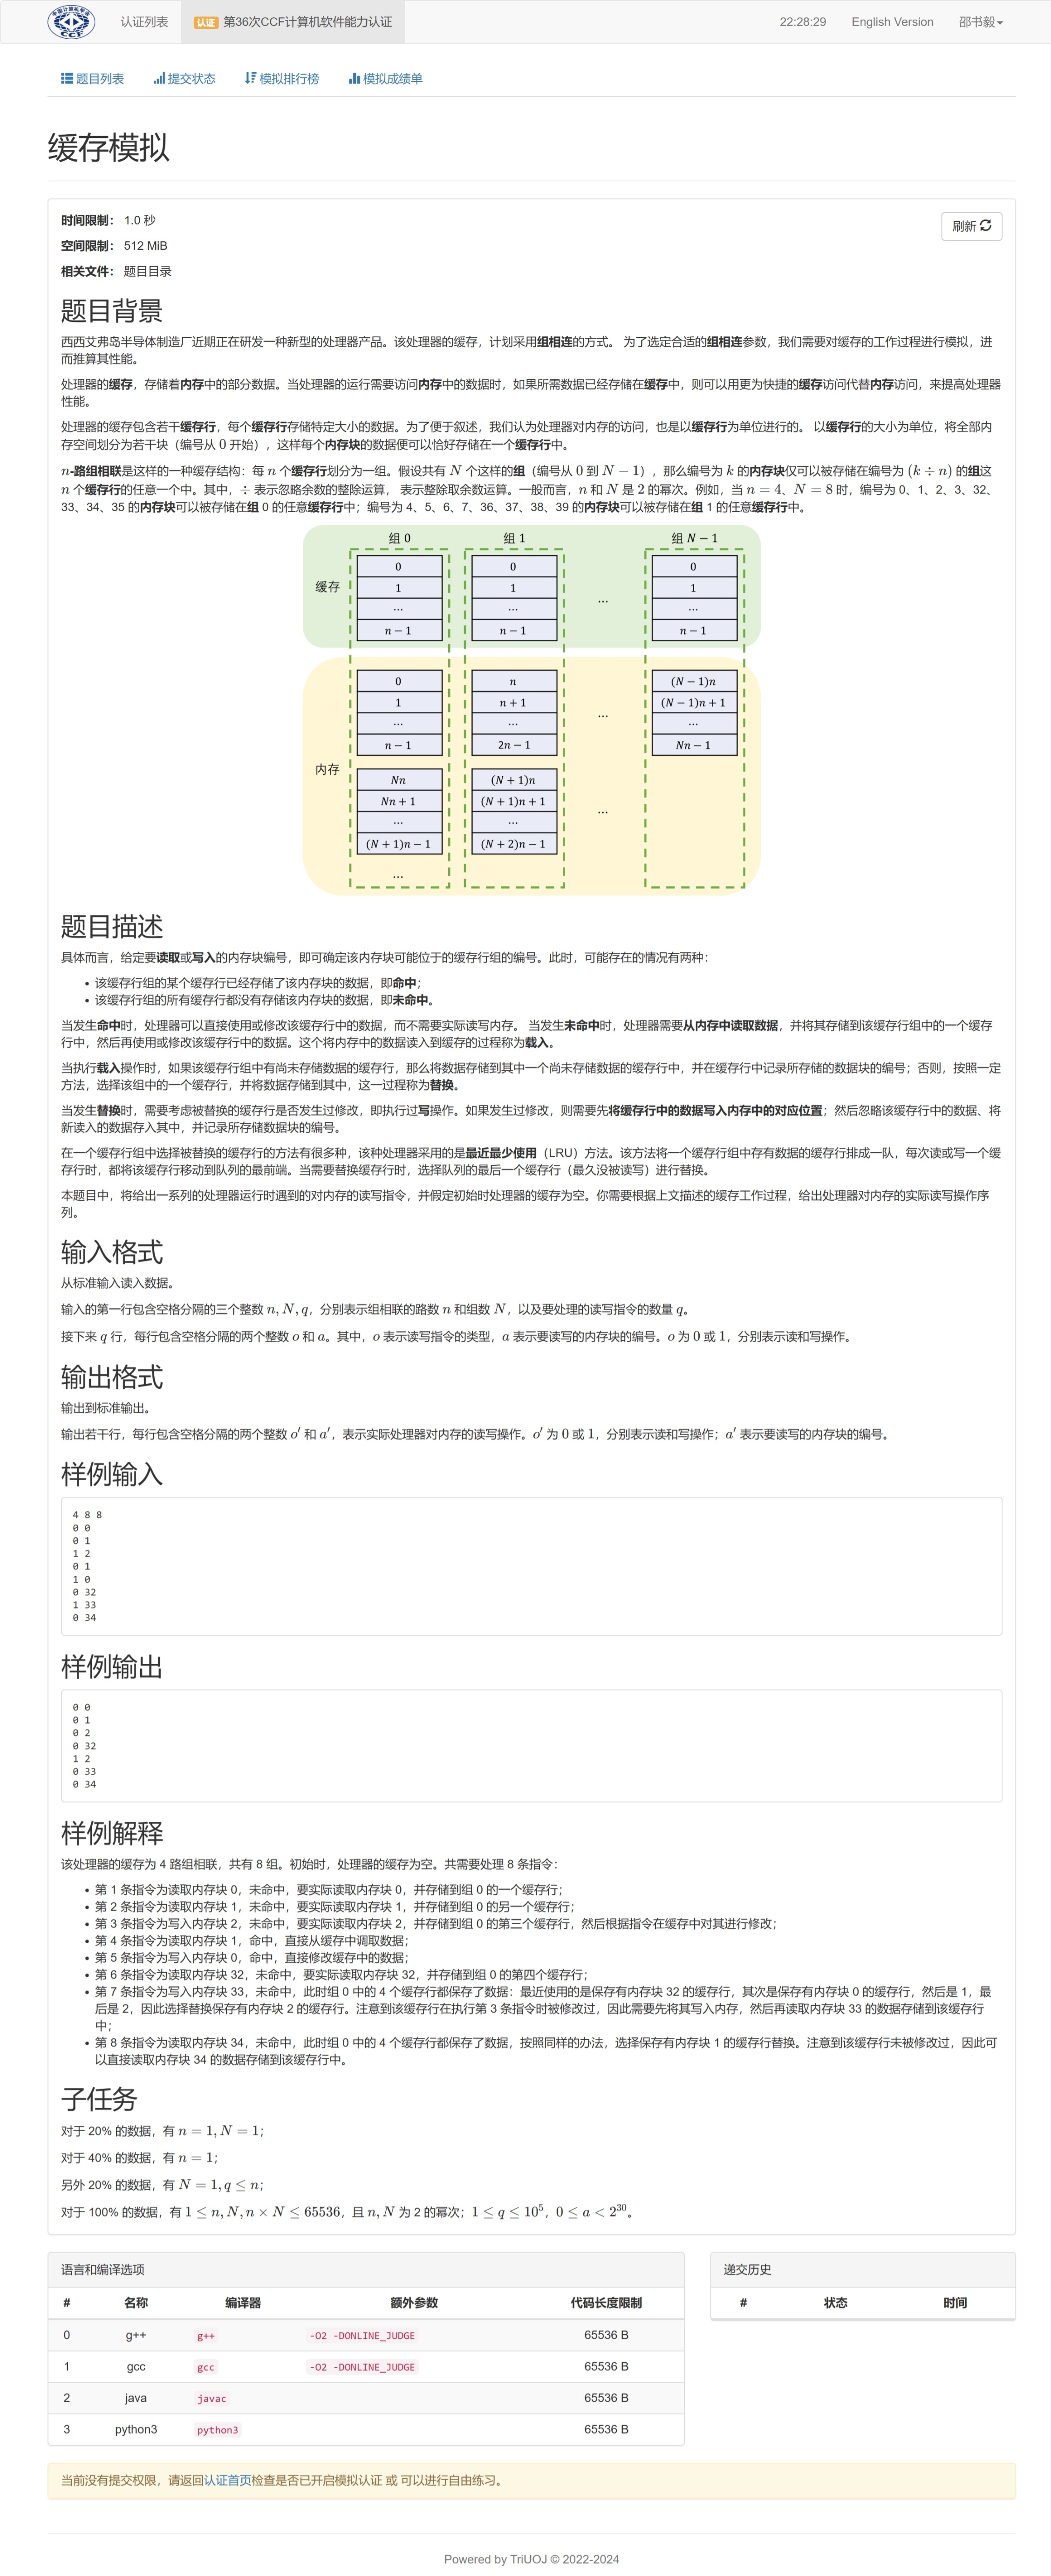 认证列表
认证 第36次CCF计算机软件能力认证
22:28:29
English Version
邵书毅
题目列表
提交状态
模拟排行榜
模拟成绩单
缓存模拟
时间限制： 1.0 秒
刷新
空间限制： 512 MiB
相关文件： 题目目录
题目背景
西西艾弗岛半导体制造厂近期正在研发一种新型的处理器产品。该处理器的缓存，计划采用组相连的方式。 为了选定合适的组相连参数，我们需要对缓存的工作过程进行模拟，进
而推算其性能。
处理器的缓存，存储着内存中的部分数据。当处理器的运行需要访问内存中的数据时，如果所需数据已经存储在缓存中，则可以用更为快捷的缓存访问代替内存访问，来提高处理器
性能。
处理器的缓存包含若干缓存行，每个缓存行存储特定大小的数据。为了便于叙述，我们认为处理器对内存的访问，也是以缓存行为单位进行的。 以缓存行的大小为单位，将全部内
存空间划分为若干块（编号从 0 开始），这样每个内存块的数据便可以恰好存储在一个缓存行中。
n-路组相联是这样的一种缓存结构：每 n 个缓存行划分为一组。假设共有 N 个这样的组（编号从 0 到 N − 1），那么编号为 k 的内存块仅可以被存储在编号为 (k ÷ n) 的组这
n 个缓存行的任意一个中。其中，÷ 表示忽略余数的整除运算， 表示整除取余数运算。一般而言，n 和 N 是 2 的幂次。例如，当 n = 4、N = 8 时，编号为 0、1、2、3、32、
33、34、35 的内存块可以被存储在组 0 的任意缓存行中；编号为 4、5、6、7、36、37、38、39 的内存块可以被存储在组 1 的任意缓存行中。
组 0 组 1 组 N − 1
缓存
0 0 0
1 1 1
... ... ... ...
n − 1 n − 1 n − 1
内存
0 n (N − 1)n
1 n + 1 (N − 1)n + 1
... ... ... ...
n − 1 2n − 1 Nn − 1
Nn (N + 1)n
Nn + 1 (N + 1)n + 1
... ... ...
(N + 1)n − 1 (N + 2)n − 1
...
题目描述
具体而言，给定要读取或写入的内存块编号，即可确定该内存块可能位于的缓存行组的编号。此时，可能存在的情况有两种：
• 该缓存行组的某个缓存行已经存储了该内存块的数据，即命中；
• 该缓存行组的所有缓存行都没有存储该内存块的数据，即未命中。
当发生命中时，处理器可以直接使用或修改该缓存行中的数据，而不需要实际读写内存。 当发生未命中时，处理器需要从内存中读取数据，并将其存储到该缓存行组中的一个缓存
行中，然后再使用或修改该缓存行中的数据。这个将内存中的数据读入到缓存的过程称为载入。
当执行载入操作时，如果该缓存行组中有尚未存储数据的缓存行，那么将数据存储到其中一个尚未存储数据的缓存行中，并在缓存行中记录所存储的数据块的编号；否则，按照一定
方法，选择该组中的一个缓存行，并将数据存储到其中，这一过程称为替换。
当发生替换时，需要考虑被替换的缓存行是否发生过修改，即执行过写操作。如果发生过修改，则需要先将缓存行中的数据写入内存中的对应位置；然后忽略该缓存行中的数据、将
新读入的数据存入其中，并记录所存储数据块的编号。
在一个缓存行组中选择被替换的缓存行的方法有很多种，该种处理器采用的是最近最少使用（LRU）方法。该方法将一个缓存行组中存有数据的缓存行排成一队，每次读或写一个缓
存行时，都将该缓存行移动到队列的最前端。当需要替换缓存行时，选择队列的最后一个缓存行（最久没被读写）进行替换。
本题目中，将给出一系列的处理器运行时遇到的对内存的读写指令，并假定初始时处理器的缓存为空。你需要根据上文描述的缓存工作过程，给出处理器对内存的实际读写操作序
列。
输入格式
从标准输入读入数据。
输入的第一行包含空格分隔的三个整数 n, N, q，分别表示组相联的路数 n 和组数 N，以及要处理的读写指令的数量 q。
接下来 q 行，每行包含空格分隔的两个整数 o 和 a。其中，o 表示读写指令的类型，a 表示要读写的内存块的编号。o 为 0 或 1，分别表示读和写操作。
输出格式
输出到标准输出。
输出若干行，每行包含空格分隔的两个整数 o′ 和 a′，表示实际处理器对内存的读写操作。o′ 为 0 或 1，分别表示读和写操作；a′ 表示要读写的内存块的编号。
样例输入
4 8 8
0 0
0 1
1 2
0 1
1 0
0 32
1 33
0 34
样例输出
0 0
0 1
0 2
0 32
1 2
0 33
0 34
样例解释
该处理器的缓存为 4 路组相联，共有 8 组。初始时，处理器的缓存为空。共需要处理 8 条指令：
• 第 1 条指令为读取内存块 0，未命中，要实际读取内存块 0，并存储到组 0 的一个缓存行；
• 第 2 条指令为读取内存块 1，未命中，要实际读取内存块 1，并存储到组 0 的另一个缓存行；
• 第 3 条指令为写入内存块 2，未命中，要实际读取内存块 2，并存储到组 0 的第三个缓存行，然后根据指令在缓存中对其进行修改；
• 第 4 条指令为读取内存块 1，命中，直接从缓存中调取数据；
• 第 5 条指令为写入内存块 0，命中，直接修改缓存中的数据；
• 第 6 条指令为读取内存块 32，未命中，要实际读取内存块 32，并存储到组 0 的第四个缓存行；
• 第 7 条指令为写入内存块 33，未命中，此时组 0 中的 4 个缓存行都保存了数据：最近使用的是保存有内存块 32 的缓存行，其次是保存有内存块 0 的缓存行，然后是 1，最
后是 2，因此选择替换保存有内存块 2 的缓存行。注意到该缓存行在执行第 3 条指令时被修改过，因此需要先将其写入内存，然后再读取内存块 33 的数据存储到该缓存行
中；
• 第 8 条指令为读取内存块 34，未命中，此时组 0 中的 4 个缓存行都保存了数据，按照同样的办法，选择保存有内存块 1 的缓存行替换。注意到该缓存行未被修改过，因此可
以直接读取内存块 34 的数据存储到该缓存行中。
子任务
对于 20% 的数据，有 n = 1, N = 1；
对于 40% 的数据，有 n = 1；
另外 20% 的数据，有 N = 1, q ≤ n；
对于 100% 的数据，有 1 ≤ n, N, n × N ≤ 65536，且 n, N 为 2 的幂次；1 ≤ q ≤ 10⁵，0 ≤ a < 2³⁰。
语言和编译选项
# 名称 编译器 额外参数 代码长度限制
0 g++ g++ -O2 -DONLINE_JUDGE 65536 B
1 gcc gcc -O2 -DONLINE_JUDGE 65536 B
2 java javac 65536 B
3 python3 python3 65536 B
递交历史
# 状态 时间
当前没有提交权限，请返回认证首页检查是否已开启模拟认证 或 可以进行自由练习。
Powered by TriUOJ © 2022-2024